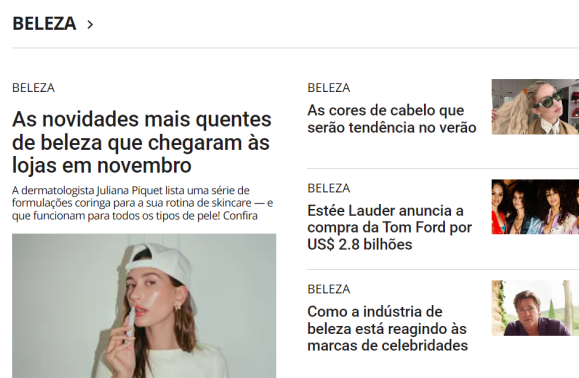 BELEZA >
BELEZA
As novidades mais quentes
de beleza que chegaram às
lojas em novembro
A dermatologista Juliana Piquet lista uma série de
formulações coringa para a sua rotina de skincare — e
que funcionam para todos os tipos de pele! Confira
BELEZA
As cores de cabelo que
serão tendência no verão
BELEZA
Estée Lauder anuncia a
compra da Tom Ford por
US$ 2.8 bilhões
BELEZA
Como a indústria de
beleza está reagindo às
marcas de celebridades